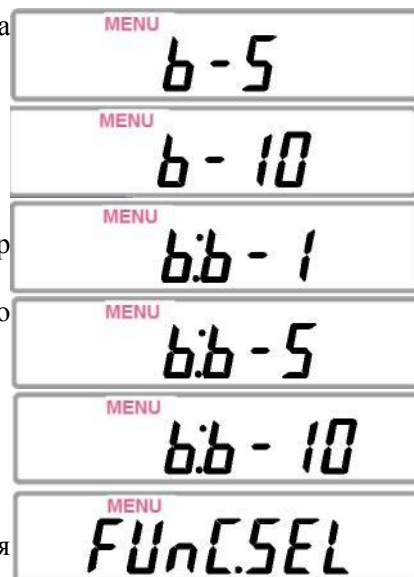 а
MENU
b-5
MENU
b-10
MENU
р
b:b-1
о
MENU
b:b-5
MENU
b:b-10
MENU
я
FUnC.SEL